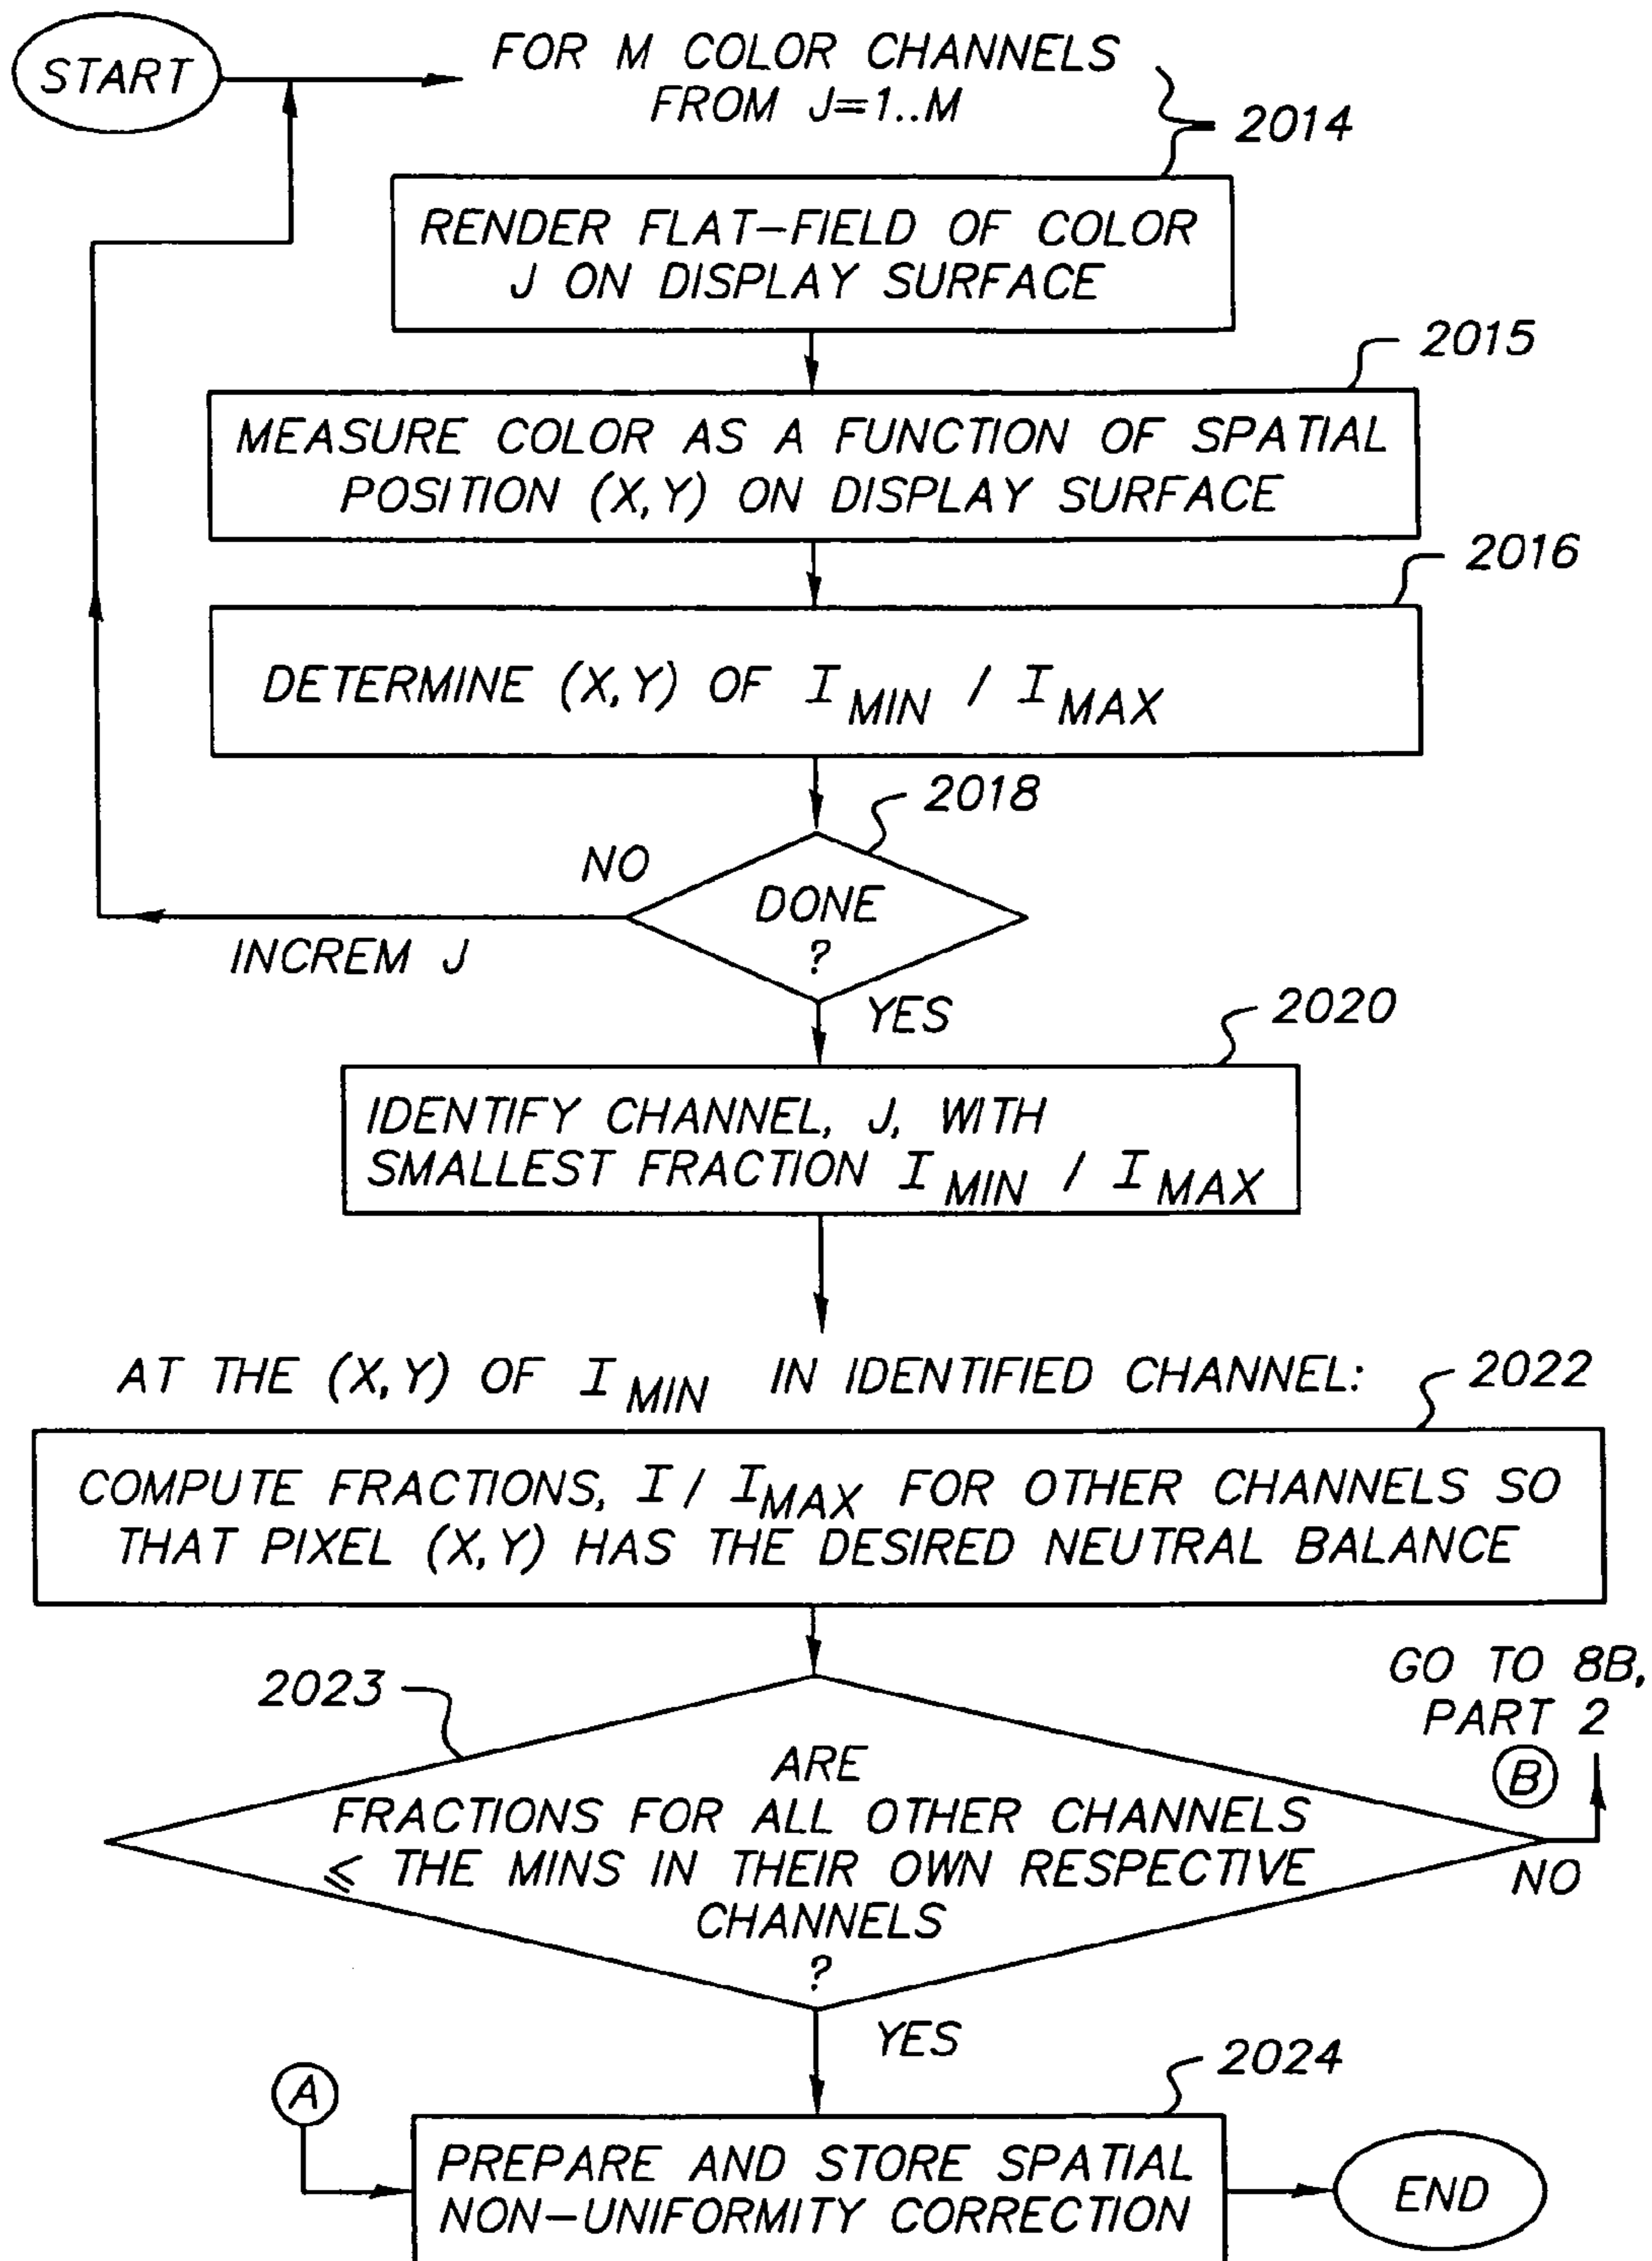 START
FOR M COLOR CHANNELS
FROM J=1..M
2014
RENDER FLAT-FIELD OF COLOR
J ON DISPLAY SURFACE
2015
MEASURE COLOR AS A FUNCTION OF SPATIAL
POSITION (X,Y) ON DISPLAY SURFACE
2016
DETERMINE (X,Y) OF I MIN / I MAX
2018
NO
DONE
?
INCREM J
YES
2020
IDENTIFY CHANNEL, J, WITH
SMALLEST FRACTION I MIN / I MAX
AT THE (X,Y) OF I MIN IN IDENTIFIED CHANNEL:
2022
COMPUTE FRACTIONS, I / I MAX FOR OTHER CHANNELS SO
THAT PIXEL (X,Y) HAS THE DESIRED NEUTRAL BALANCE
2023
GO TO 8B,
PART 2
B
ARE
FRACTIONS FOR ALL OTHER CHANNELS
≤ THE MINS IN THEIR OWN RESPECTIVE
CHANNELS
?
NO
YES
2024
A
PREPARE AND STORE SPATIAL
NON-UNIFORMITY CORRECTION
END